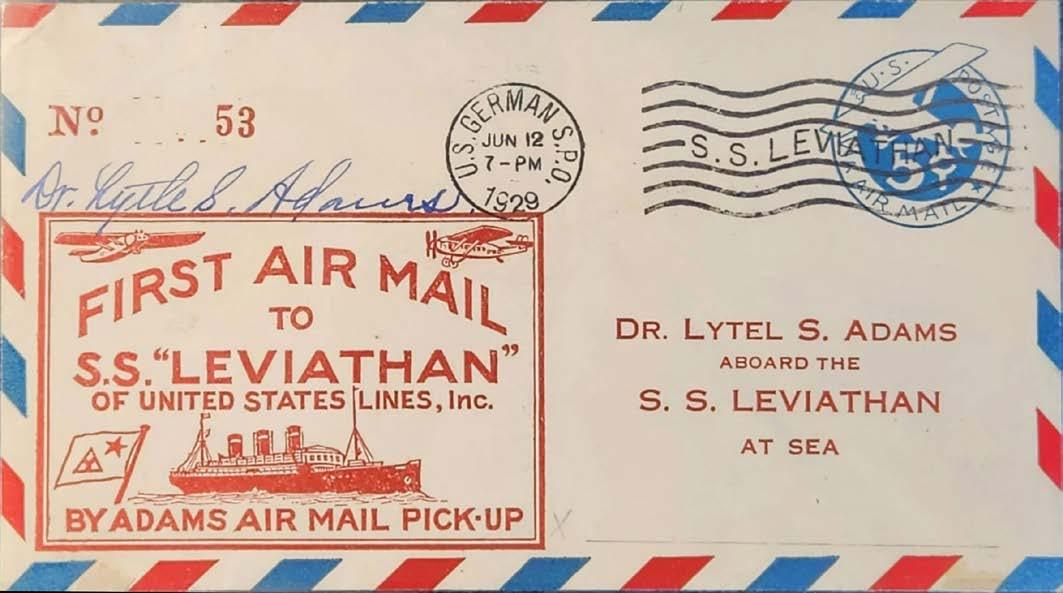 Nº 53
Dr. Lytle S. Adams.
U.S. GERMAN S.P.O.
JUN 12
7-PM
1929
S. S. LEVIATHAN
U.S. POSTAGE
5¢
AIR MAIL
FIRST AIR MAIL
TO
S.S. "LEVIATHAN"
OF UNITED STATES LINES, Inc.
BY ADAMS AIR MAIL PICK-UP
DR. LYTEL S. ADAMS
ABOARD THE
S. S. LEVIATHAN
AT SEA